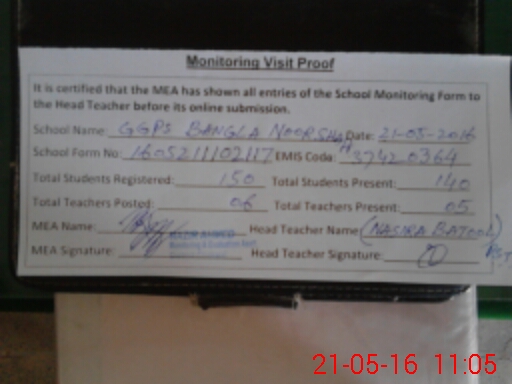 Monitoring Visit Proof
It is certified that the MEA has shown all entries of the School Monitoring Form to
the Head Teacher before its online submission.
School Name: GGPS BANGLA NOORSHAH Date: 21-05-2016
School Form No: 1605211102117 EMIS Code: 37420364
Total Students Registered: 150 Total Students Present: 140
Total Teachers Posted: 06 Total Teachers Present: 05
MEA Name: Head Teacher Name (NASIRA BATOOL)
MEA Signature: Head Teacher Signature: PST
21-05-16 11:05